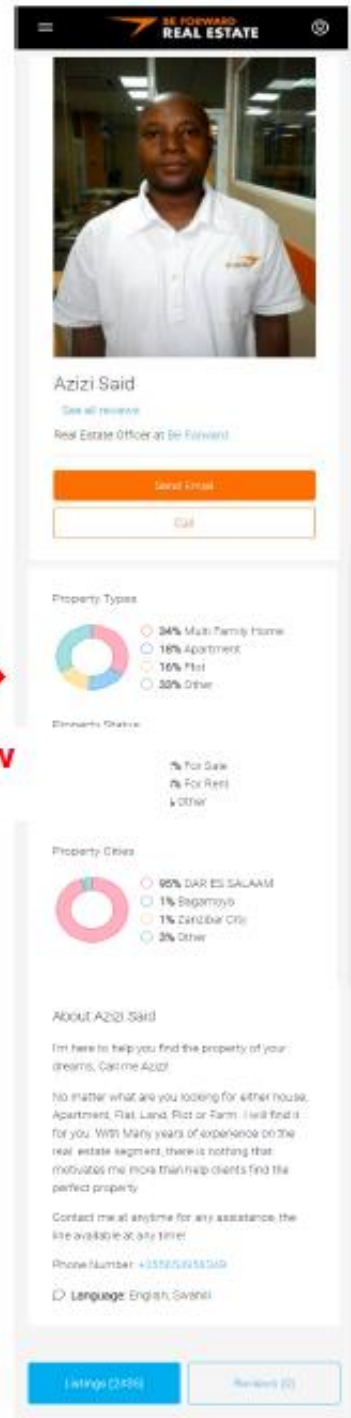 BE FORWARD
REAL ESTATE
Azizi Said
See all reviews
Real Estate Officer at Be Forward
Send Email
Call
Property Types
34% Multi Family Home
18% Apartment
16% Plot
33% Other
Property Status
w
% For Sale
% For Rent
Other
Property Cities
95% DAR ES SALAAM
1% Bagamoyo
1% Zanzibar City
3% Other
About Azizi Said
I'm here to help you find the property of your
dreams, Call me Azizi!
No matter what are you looking for either house,
Apartment, Flat, Land, Plot or Farm. I will find it
for you. With Many years of experience on the
real estate segment, there is nothing that
motivates me more than help clients find the
perfect property
Contact me at anytime for any assistance, the
line available at any time!
Phone Number:
Language: English, Swahili
Listings
Reviews (0)